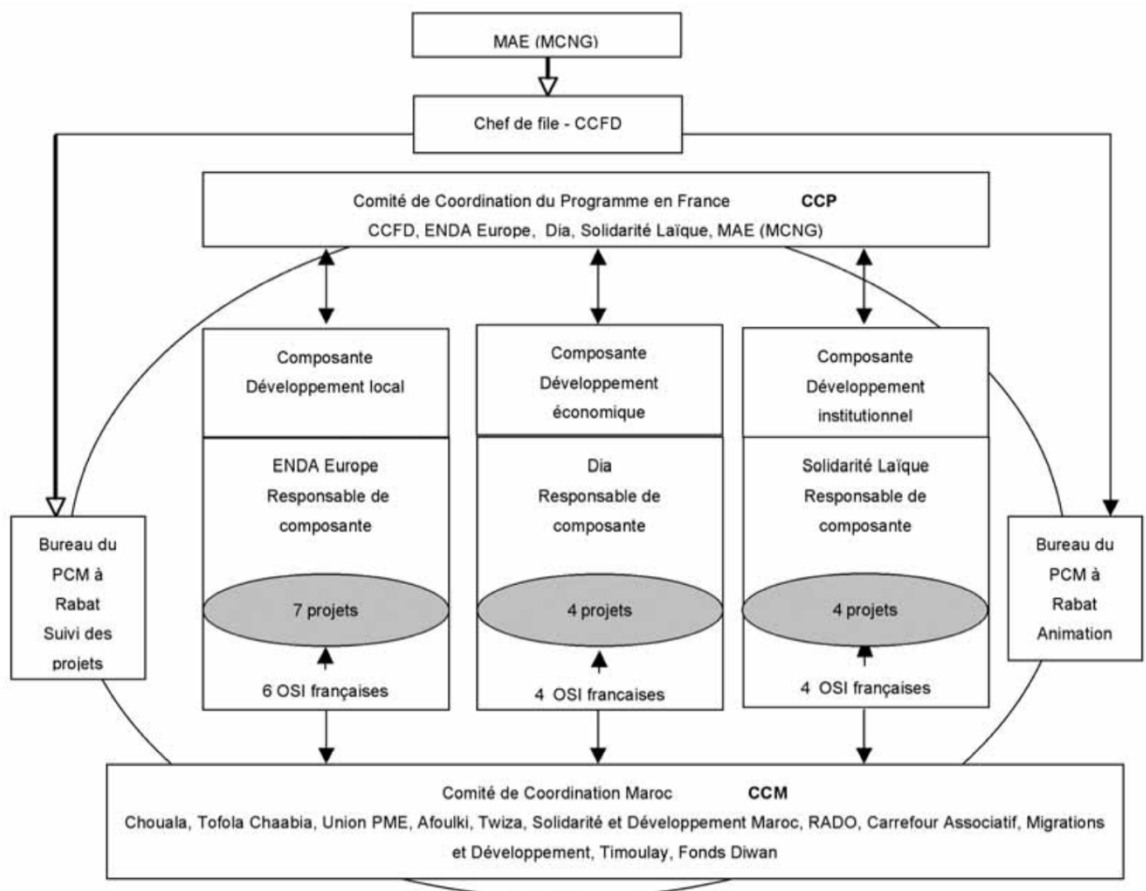 MAE (MCNG)
Chef de file - CCFD
Comité de Coordination du Programme en France CCP
CCFD, ENDA Europe, Dia, Solidarité Laïque, MAE (MCNG)
Composante
Développement local
Composante
Développement
économique
Composante
Développement
institutionnel
ENDA Europe
Responsable de
composante
Dia
Responsable de
composante
Solidarité Laïque
Responsable de
composante
Bureau du
PCM à
Rabat
Suivi des
projets
7 projets
4 projets
4 projets
Bureau du
PCM à
Rabat
Animation
6 OSI françaises
4 OSI francaises
4 OSI françaises
Comité de Coordination Maroc CCM
Chouala, Tofola Chaabia, Union PME, Afoulki, Twiza, Solidarité et Développement Maroc, RADO, Carrefour Associatif, Migrations
et Développement, Timoulay, Fonds Diwan